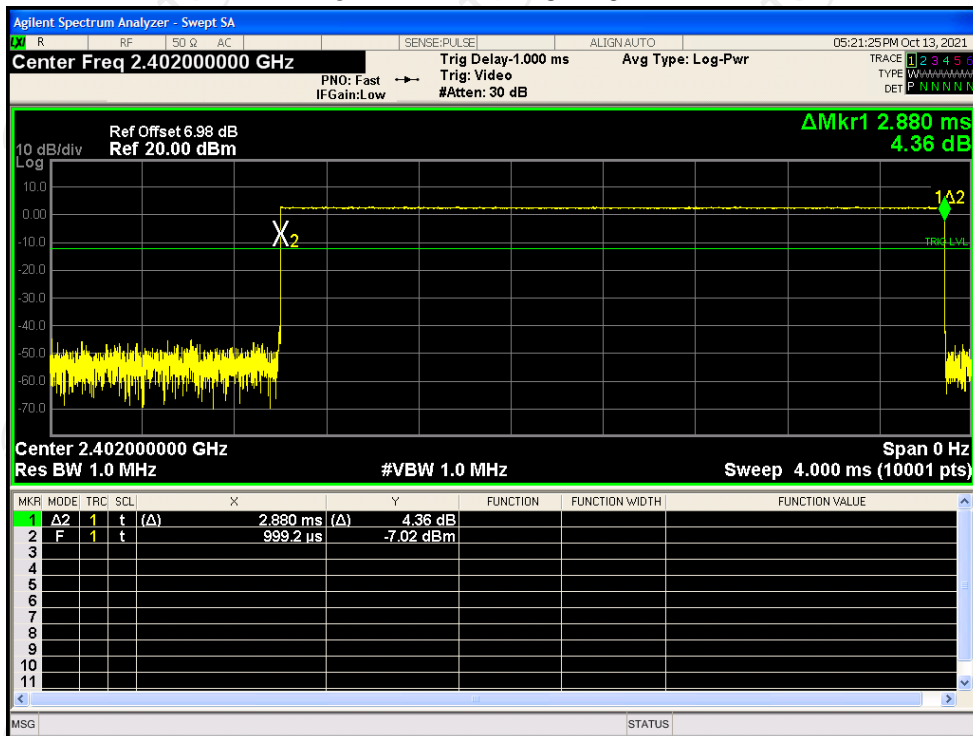 Agilent Spectrum Analyzer - Swept SA
LXI R RF 50 Ω AC SENSE:PULSE ALIGNAUTO 05:21:25 PM Oct 13, 2021
Center Freq 2.402000000 GHz
PNO: Fast
IFGain:Low
Trig Delay-1.000 ms
Trig: Video
#Atten: 30 dB
Avg Type: Log-Pwr
TRACE 1 2 3 4 5 6
TYPE
DET P N N N N N
ΔMkr1 2.880 ms
4.36 dB
Ref Offset 6.98 dB
10 dB/div Ref 20.00 dBm
Log
10.0
0.00
-10.0
-20.0
-30.0
-40.0
-50.0
-60.0
-70.0
1Δ2
X2
TRIG LVL
Center 2.402000000 GHz Span 0 Hz
Res BW 1.0 MHz #VBW 1.0 MHz Sweep 4.000 ms (10001 pts)
MKR MODE TRC SCL X Y FUNCTION FUNCTION WIDTH FUNCTION VALUE
1 Δ2 1 t (Δ) 2.880 ms (Δ) 4.36 dB
2 F 1 t 999.2 µs -7.02 dBm
3
4
5
6
7
8
9
10
11
MSG STATUS